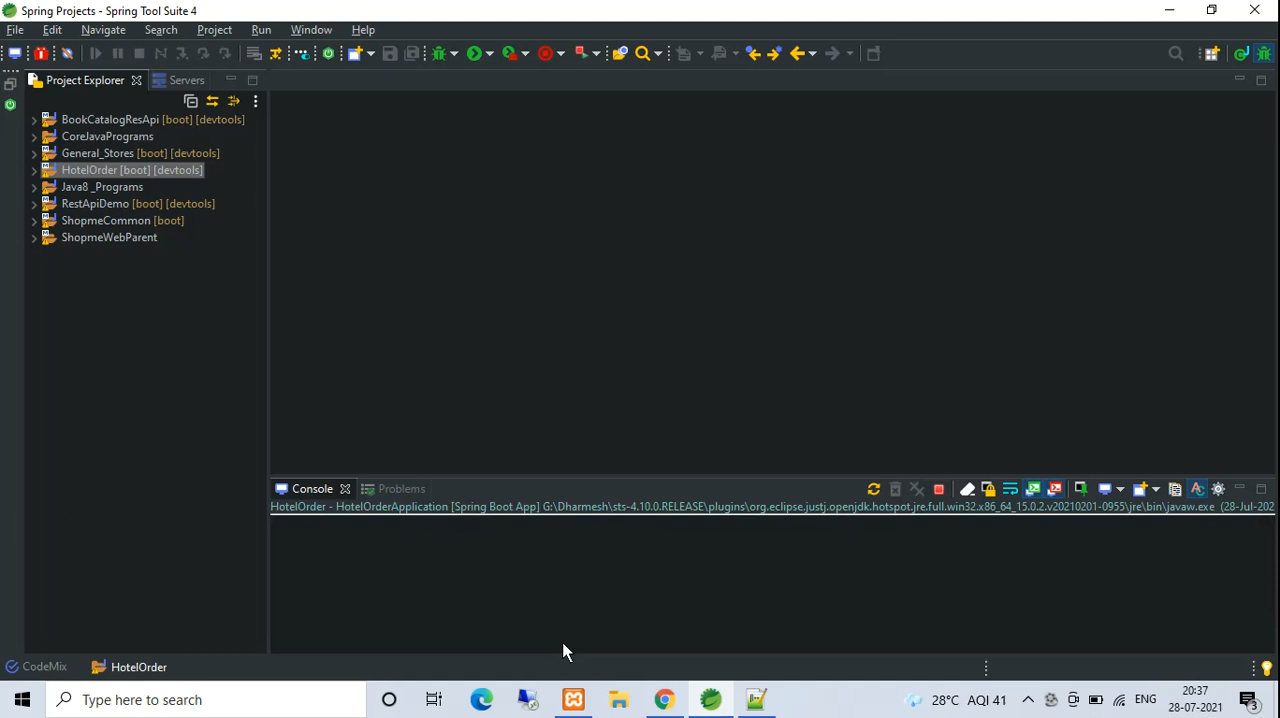 Spring Projects - Spring Tool Suite 4
File Edit Navigate Search Project Run Window Help
Project Explorer Servers
BookCatalogResApi [boot] [devtools]
CoreJavaPrograms
General_Stores [boot] [devtools]
HotelOrder [boot] [devtools]
Java8 _Programs
RestApiDemo [boot] [devtools]
ShopmeCommon [boot]
ShopmeWebParent
Console Problems
HotelOrder - HotelOrderApplication [Spring Boot App] G:\Dharmesh\sts-4.10.0.RELEASE\plugins\org.eclipse.justj.openjdk.hotspot.jre.full.win32.x86_64_15.0.2.v20210201-0955\jre\bin\javaw.exe (28-Jul-202
CodeMix HotelOrder
Type here to search
28°C AQI 41 ENG
20:37
28-07-2021
3